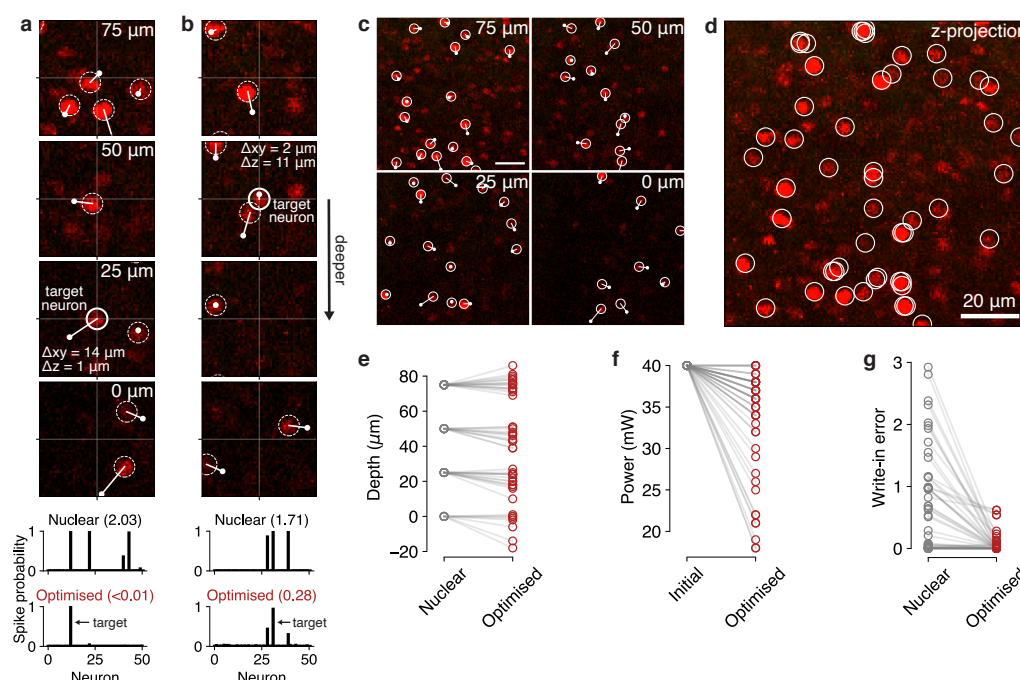 a
75 µm
50 µm
25 µm
target
neuron
Δxy = 14 µm
Δz = 1 µm
0 µm
Nuclear (2.03)
1
0
Optimised (<0.01)
1
target
0
0 25 50
Neuron
Spike probability
b
Δxy = 2 µm
Δz = 11 µm
target
neuron
deeper
Nuclear (1.71)
1
0
Optimised (0.28)
1
target
0
0 25 50
Neuron
c
75 µm
50 µm
25 µm
0 µm
d
z-projection
20 µm
e
80
60
40
20
0
−20
Depth (µm)
Nuclear
Optimised
f
40
35
30
25
20
Power (mW)
Initial
Optimised
g
3
2
1
0
Write-in error
Nuclear
Optimised